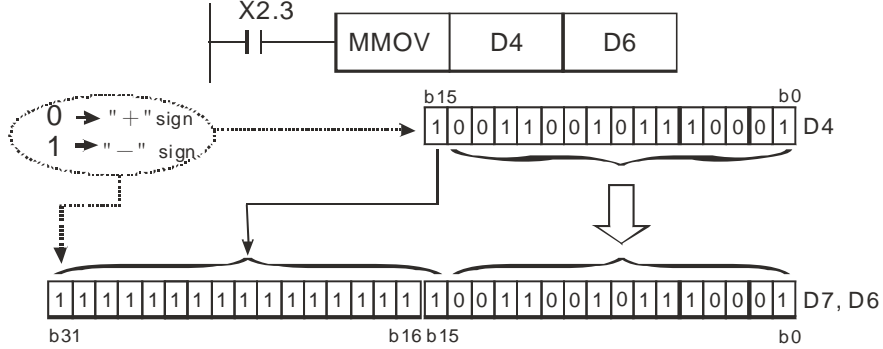 X2.3
MMOV D4 D6
b15 b0
0 → "+" sign
1 → "−" sign
1 0 0 1 1 0 0 1 0 1 1 1 0 0 0 1 D4
1 1 1 1 1 1 1 1 1 1 1 1 1 1 1 1 1 0 0 1 1 0 0 1 0 1 1 1 0 0 0 1 D7, D6
b31 b16 b15 b0